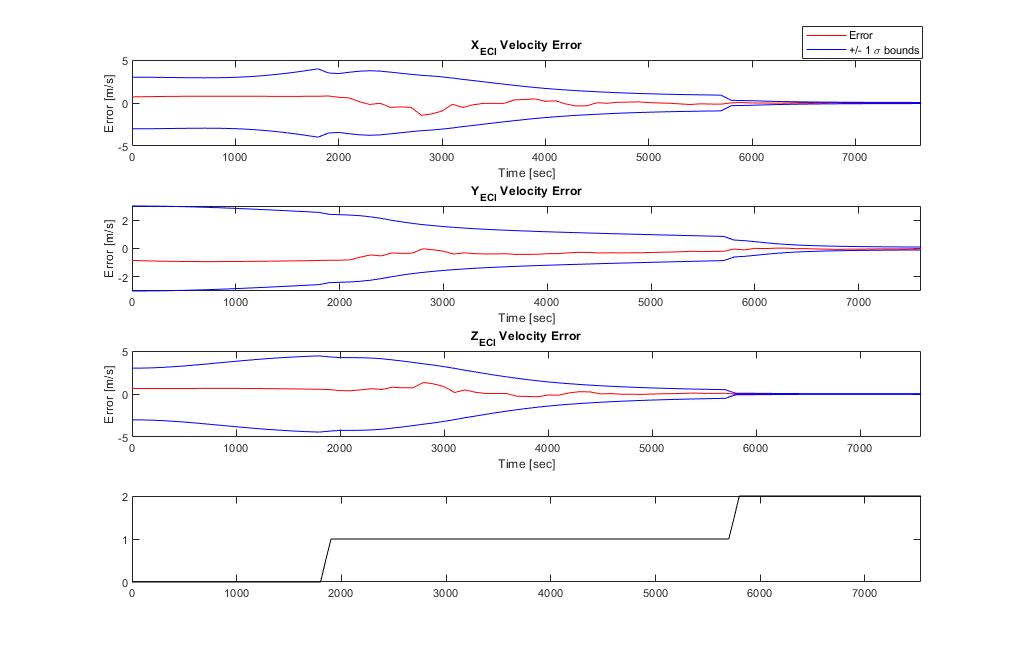 Error
+/- 1 σ bounds
X_ECI Velocity Error
5
0
-5
Error [m/s]
0 1000 2000 3000 4000 5000 6000 7000
Time [sec]
Y_ECI Velocity Error
2
0
-2
Error [m/s]
0 1000 2000 3000 4000 5000 6000 7000
Time [sec]
Z_ECI Velocity Error
5
0
-5
Error [m/s]
0 1000 2000 3000 4000 5000 6000 7000
Time [sec]
2
1
0
0 1000 2000 3000 4000 5000 6000 7000